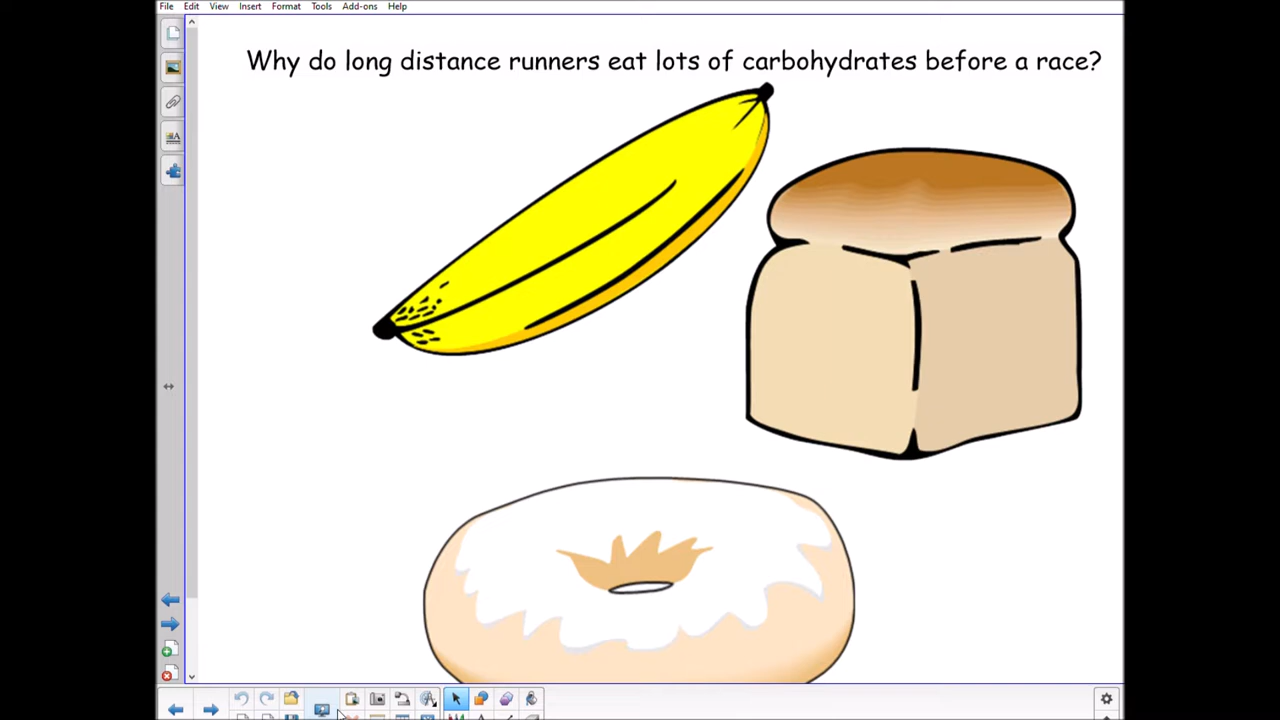 File Edit View Insert Format Tools Add-ons Help
Why do long distance runners eat lots of carbohydrates before a race?